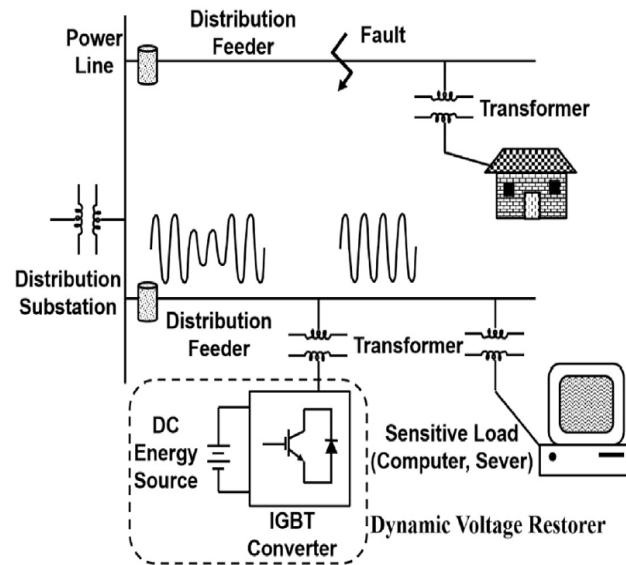 Distribution
Feeder
Power
Line
Fault
Transformer
Distribution
Substation
Distribution
Feeder
Transformer
DC
Energy
Source
Sensitive Load
(Computer, Sever)
IGBT
Converter
Dynamic Voltage Restorer